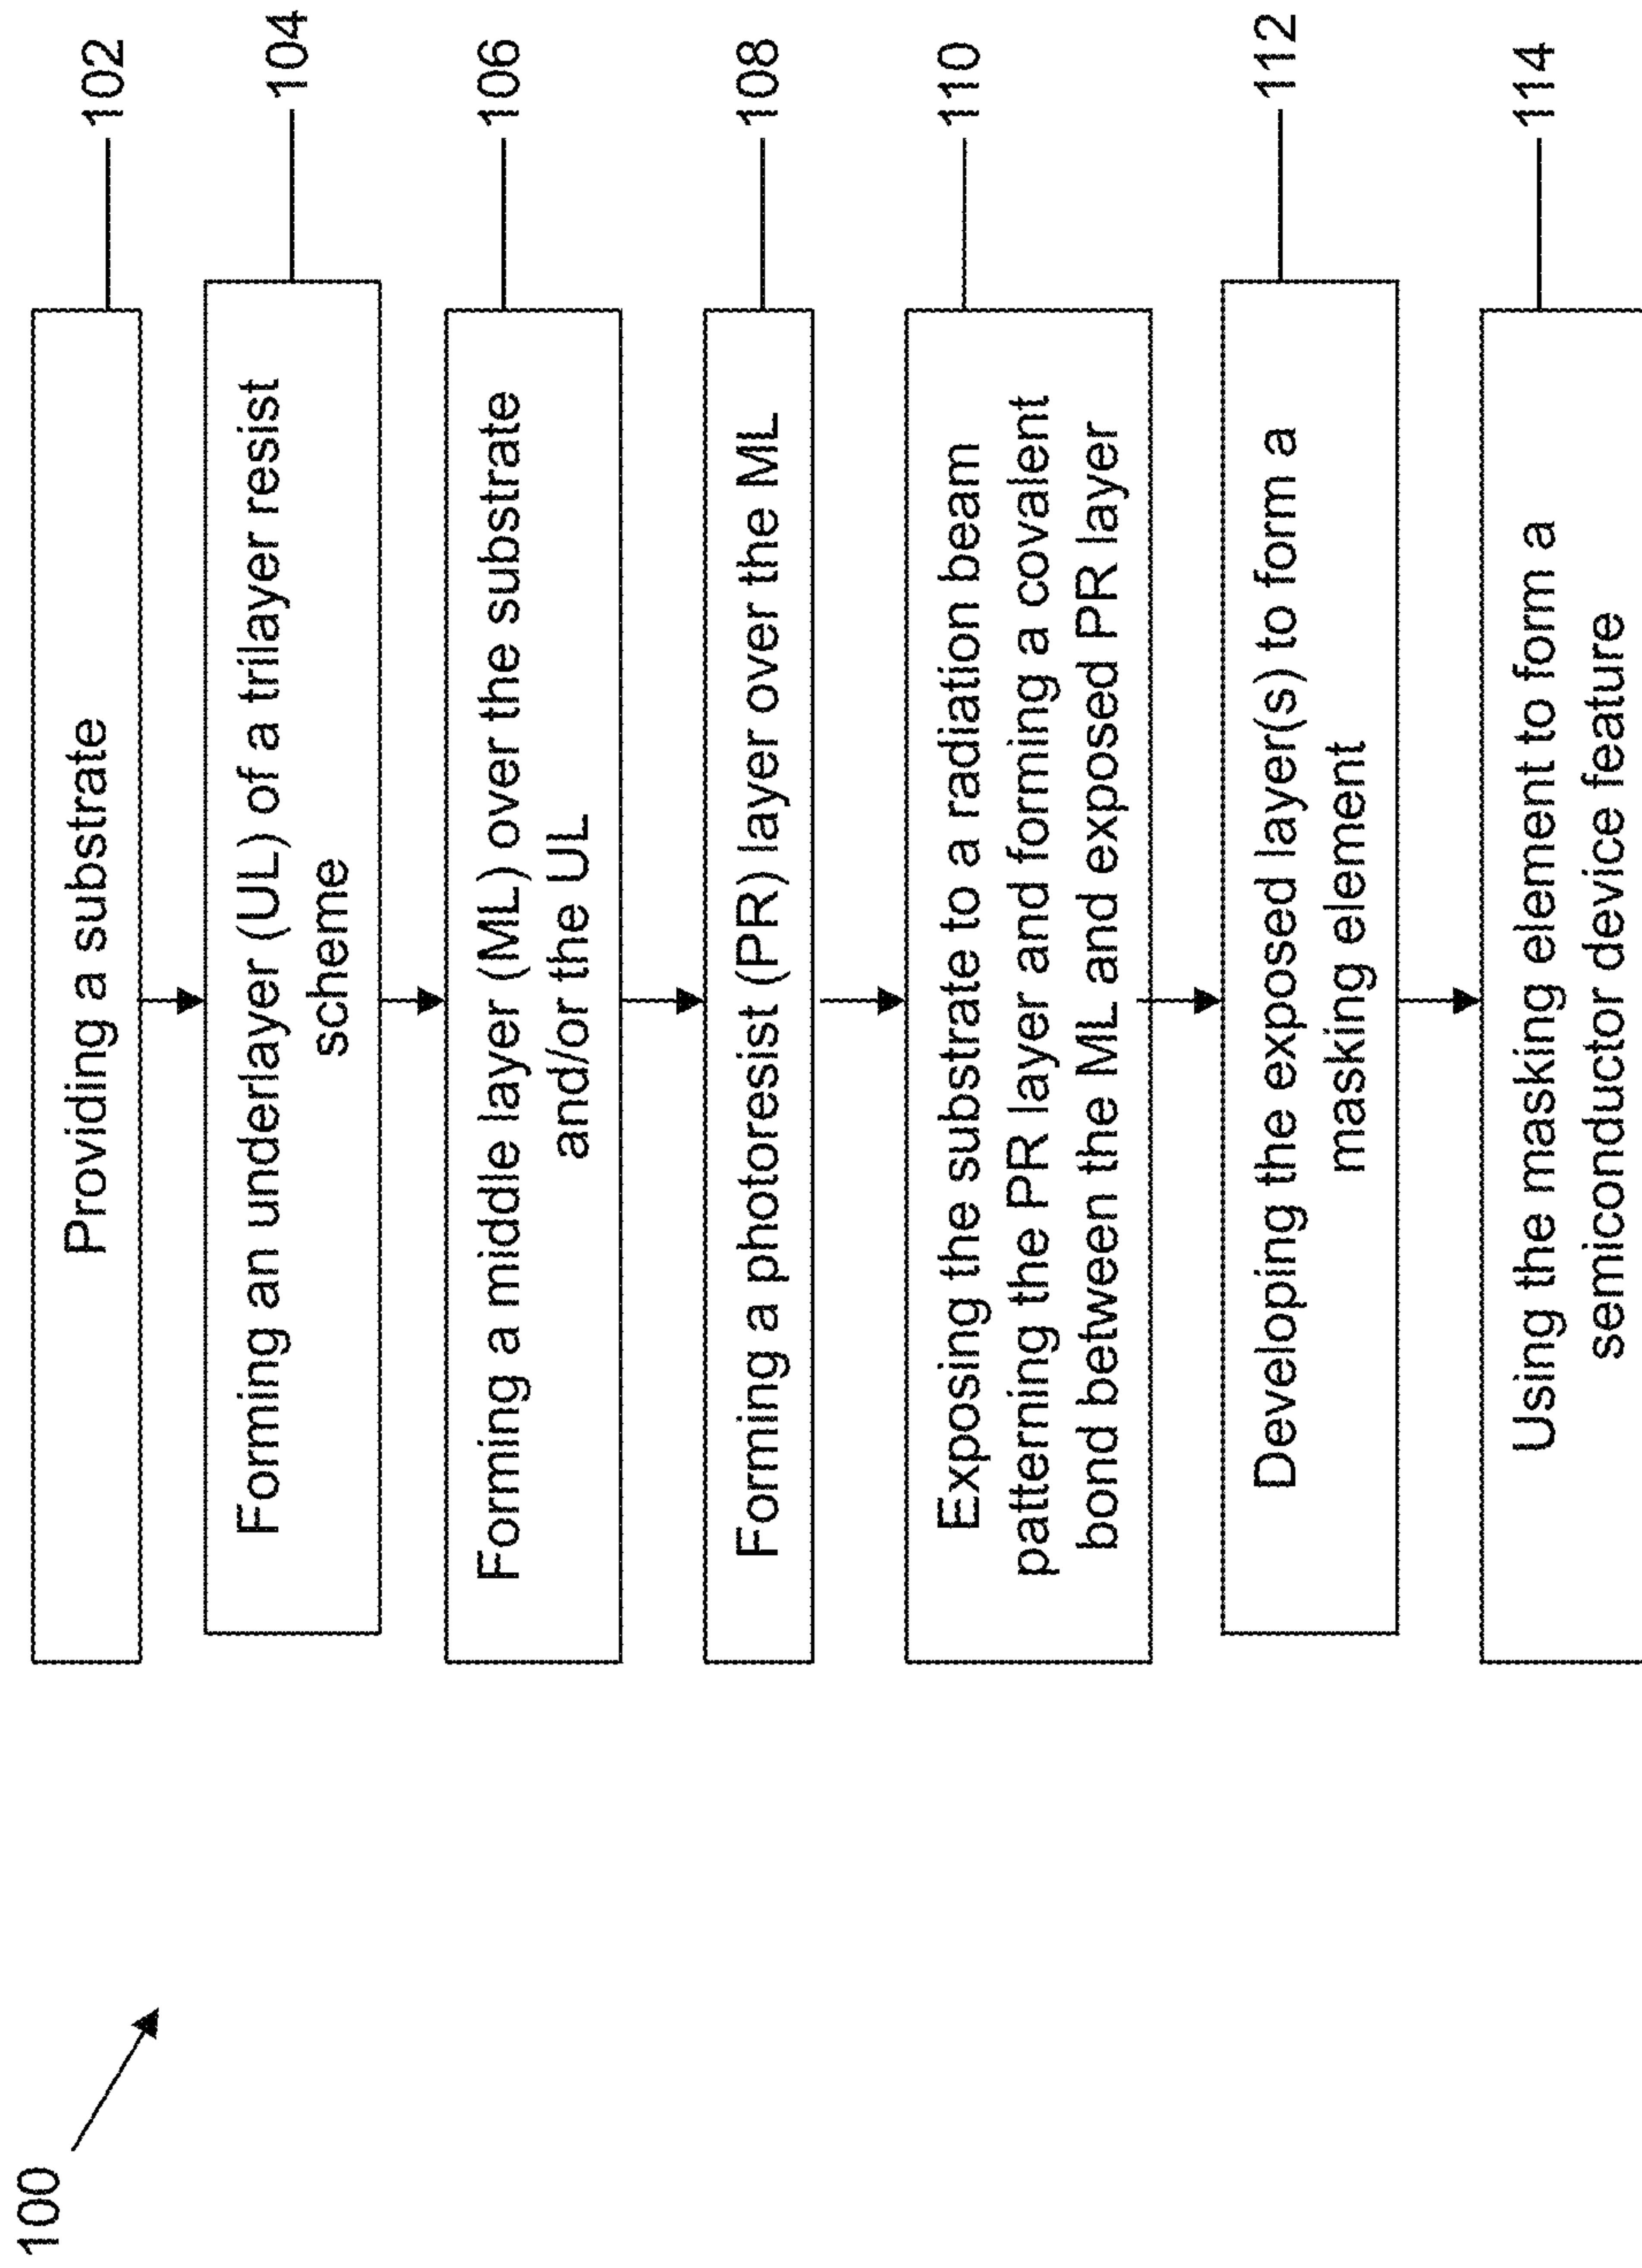 100
Providing a substrate
102
Forming an underlayer (UL) of a trilayer resist
scheme
104
Forming a middle layer (ML) over the substrate
and/or the UL
106
Forming a photoresist (PR) layer over the ML
108
Exposing the substrate to a radiation beam
patterning the PR layer and forming a covalent
bond between the ML and exposed PR layer
110
Developing the exposed layer(s) to form a
masking element
112
Using the masking element to form a
semiconductor device feature
114